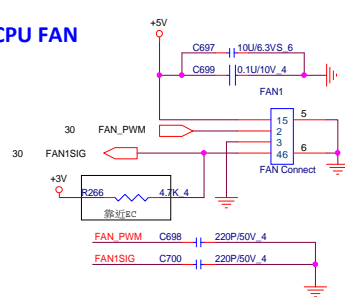 CPU FAN
+5V
C697 10U/6.3VS_6
C699 0.1U/10V_4
FAN1
30 FAN_PWM
30 FAN1SIG
15 5
2
3
46 6
FAN Connect
+3V
R266 4.7K_4
靠近EC
FAN_PWM C698 220P/50V_4
FAN1SIG C700 220P/50V_4